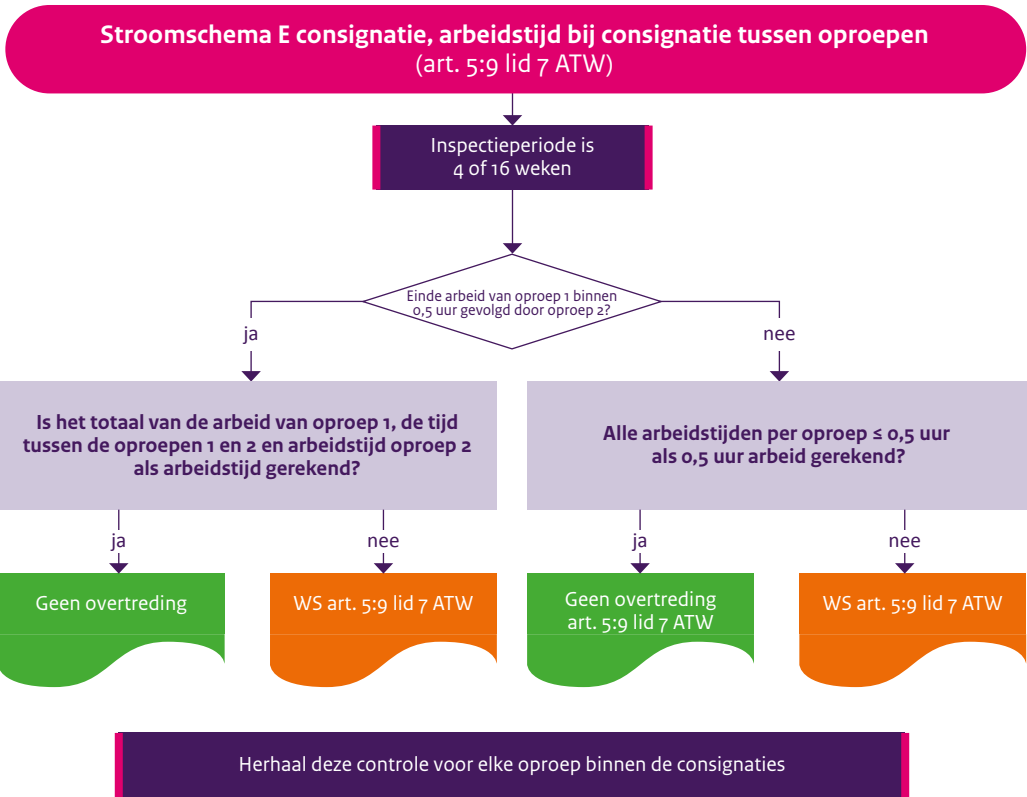 Stroomschema E consignatie, arbeidstijd bij consignatie tussen oproepen
(art. 5:9 lid 7 ATW)
Inspectieperiode is
4 of 16 weken
Einde arbeid van oproep 1 binnen
0,5 uur gevolgd door oproep 2?
ja
nee
Is het totaal van de arbeid van oproep 1, de tijd
tussen de oproepen 1 en 2 en arbeidstijd oproep 2
als arbeidstijd gerekend?
Alle arbeidstijden per oproep ≤ 0,5 uur
als 0,5 uur arbeid gerekend?
ja
nee
ja
nee
Geen overtreding
WS art. 5:9 lid 7 ATW
Geen overtreding
art. 5:9 lid 7 ATW
WS art. 5:9 lid 7 ATW
Herhaal deze controle voor elke oproep binnen de consignaties